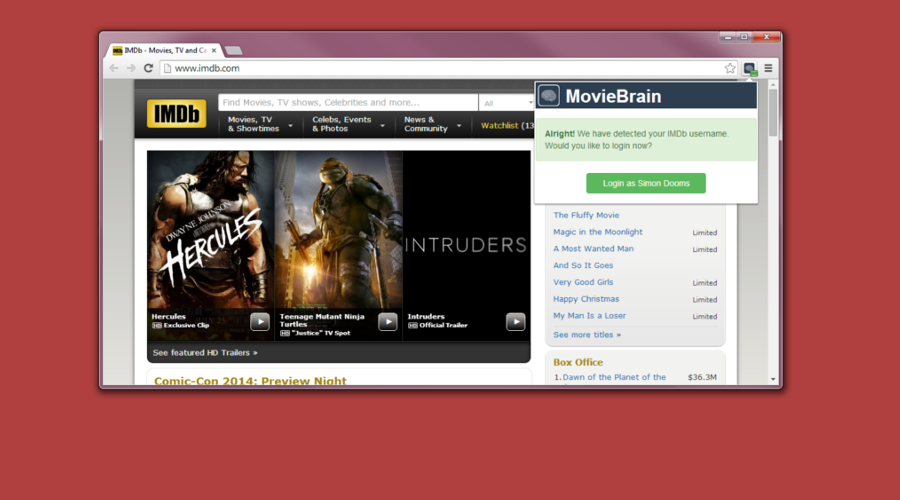 IMDb - Movies, TV and Ce
www.imdb.com
IMDb
Find Movies, TV shows, Celebrities and more...
All
Movies, TV
& Showtimes
Celebs, Events
& Photos
News &
Community
Watchlist (13
MovieBrain
Alright! We have detected your IMDb username.
Would you like to login now?
Login as Simon Dooms
DWAYNE JOHNSON
HERCULES
INTRUDERS
Hercules
HD Exclusive Clip
Teenage Mutant Ninja
Turtles
HD "Justice" TV Spot
Intruders
HD Official Trailer
See featured HD Trailers »
Comic-Con 2014: Preview Night
The Fluffy Movie
Magic in the Moonlight Limited
A Most Wanted Man Limited
And So It Goes
Very Good Girls Limited
Happy Christmas Limited
My Man Is a Loser Limited
See more titles »
Box Office
1. Dawn of the Planet of the $36.3M